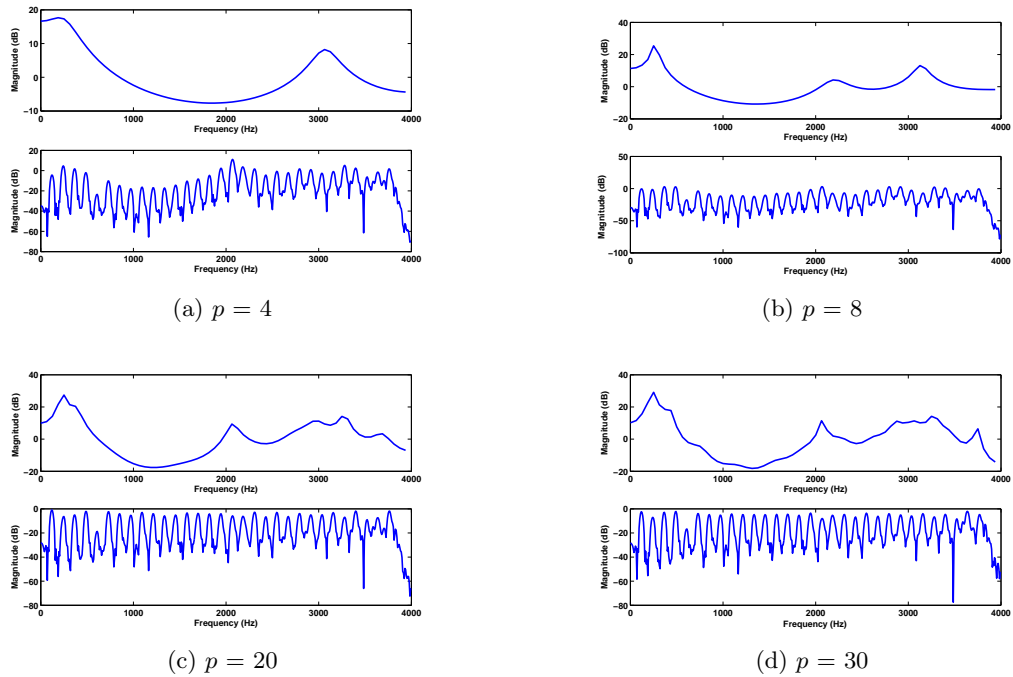 20
10
0
−10
0 1000 2000 3000 4000
Magnitude (dB)
Frequency (Hz)
20
0
−20
−40
−60
−80
0 1000 2000 3000 4000
Magnitude (dB)
Frequency (Hz)
(a) p = 4
40
20
0
−20
0 1000 2000 3000 4000
Magnitude (dB)
Frequency (Hz)
50
0
−50
−100
0 1000 2000 3000 4000
Magnitude (dB)
Frequency (Hz)
(b) p = 8
40
20
0
−20
0 1000 2000 3000 4000
Magnitude (dB)
Frequency (Hz)
0
−20
−40
−60
−80
0 1000 2000 3000 4000
Magnitude (dB)
Frequency (Hz)
(c) p = 20
40
20
0
−20
0 1000 2000 3000 4000
Magnitude (dB)
Frequency (Hz)
0
−20
−40
−60
−80
0 1000 2000 3000 4000
Magnitude (dB)
Frequency (Hz)
(d) p = 30